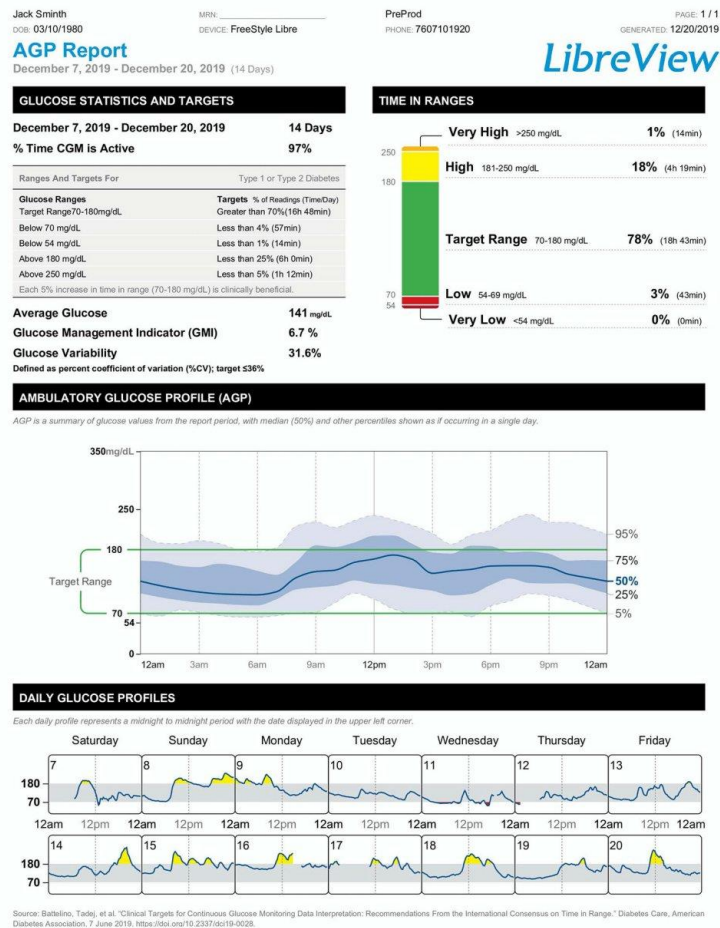 Jack Sminth
MRN:
PreProd
PAGE: 1 / 1
DOB: 03/10/1980
DEVICE: FreeStyle Libre
PHONE: 7607101920
GENERATED: 12/20/2019
AGP Report
LibreView
December 7, 2019 - December 20, 2019 (14 Days)
GLUCOSE STATISTICS AND TARGETS
December 7, 2019 - December 20, 2019 14 Days
% Time CGM is Active 97%
Ranges And Targets For Type 1 or Type 2 Diabetes
Glucose Ranges Targets % of Readings (Time/Day)
Target Range70-180mg/dL Greater than 70%(16h 48min)
Below 70 mg/dL Less than 4% (57min)
Below 54 mg/dL Less than 1% (14min)
Above 180 mg/dL Less than 25% (6h 0min)
Above 250 mg/dL Less than 5% (1h 12min)
Each 5% increase in time in range (70-180 mg/dL) is clinically beneficial.
Average Glucose 141 mg/dL
Glucose Management Indicator (GMI) 6.7 %
Glucose Variability 31.6%
Defined as percent coefficient of variation (%CV); target ≤36%
TIME IN RANGES
Very High >250 mg/dL 1% (14min)
250
High 181-250 mg/dL 18% (4h 19min)
180
Target Range 70-180 mg/dL 78% (18h 43min)
70
Low 54-69 mg/dL 3% (43min)
54
Very Low <54 mg/dL 0% (0min)
AMBULATORY GLUCOSE PROFILE (AGP)
AGP is a summary of glucose values from the report period, with median (50%) and other percentiles shown as if occurring in a single day.
350mg/dL
250
95%
180
75%
Target Range
50%
25%
70
5%
54
0
12am 3am 6am 9am 12pm 3pm 6pm 9pm 12am
DAILY GLUCOSE PROFILES
Each daily profile represents a midnight to midnight period with the date displayed in the upper left corner.
Saturday Sunday Monday Tuesday Wednesday Thursday Friday
7 8 9 10 11 12 13
180
70
12am 12pm 12am 12pm 12am 12pm 12am 12pm 12am 12pm 12am 12pm 12am 12pm 12am
14 15 16 17 18 19 20
180
70
Source: Battelino, Tadej, et al. "Clinical Targets for Continuous Glucose Monitoring Data Interpretation: Recommendations From the International Consensus on Time in Range." Diabetes Care, American
Diabetes Association, 7 June 2019, https://doi.org/10.2337/dci19-0028.